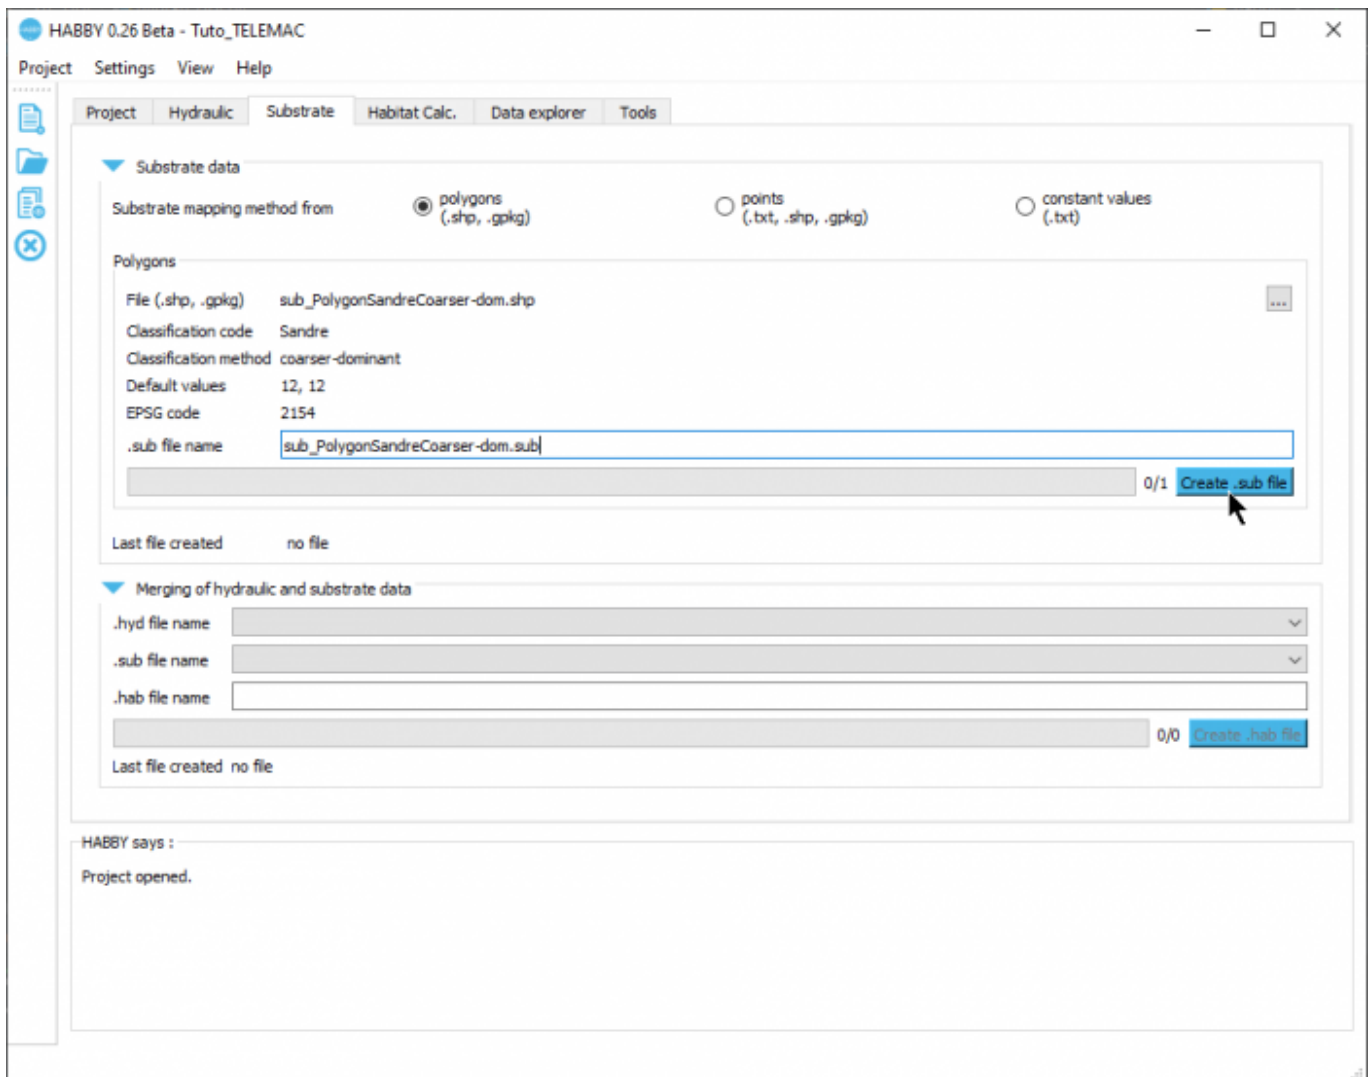 HABBY 0.26 Beta - Tuto_TELEMAC
Project Settings View Help
Project Hydraulic Substrate Habitat Calc. Data explorer Tools
Substrate data
Substrate mapping method from
polygons
(.shp, .gpkg)
points
(.txt, .shp, .gpkg)
constant values
(.txt)
Polygons
File (.shp, .gpkg) sub_PolygonSandreCoarser-dom.shp ...
Classification code Sandre
Classification method coarser-dominant
Default values 12, 12
EPSG code 2154
.sub file name sub_PolygonSandreCoarser-dom.sub
0/1 Create .sub file
Last file created no file
Merging of hydraulic and substrate data
.hyd file name
.sub file name
.hab file name
0/0 Create .hab file
Last file created no file
HABBY says :
Project opened.